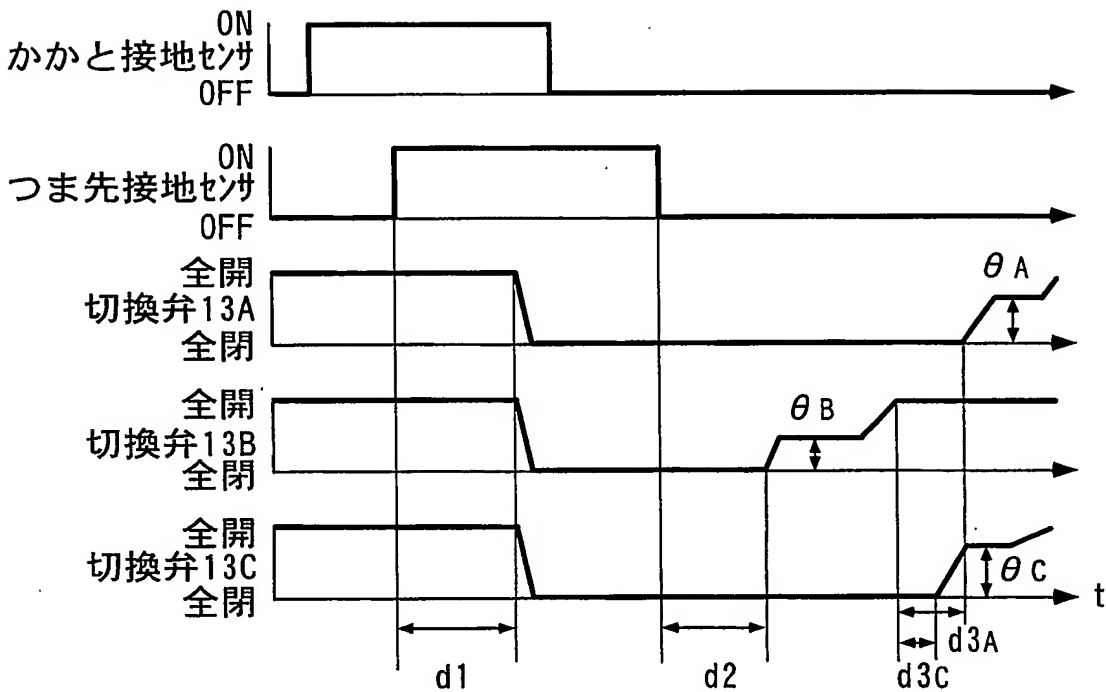 ON
かかと接地センサ
OFF
ON
つま先接地センサ
OFF
全開
切換弁13A
全閉
θA
全開
切換弁13B
全閉
θB
全開
切換弁13C
全閉
θC
t
d1
d2
d3A
d3C